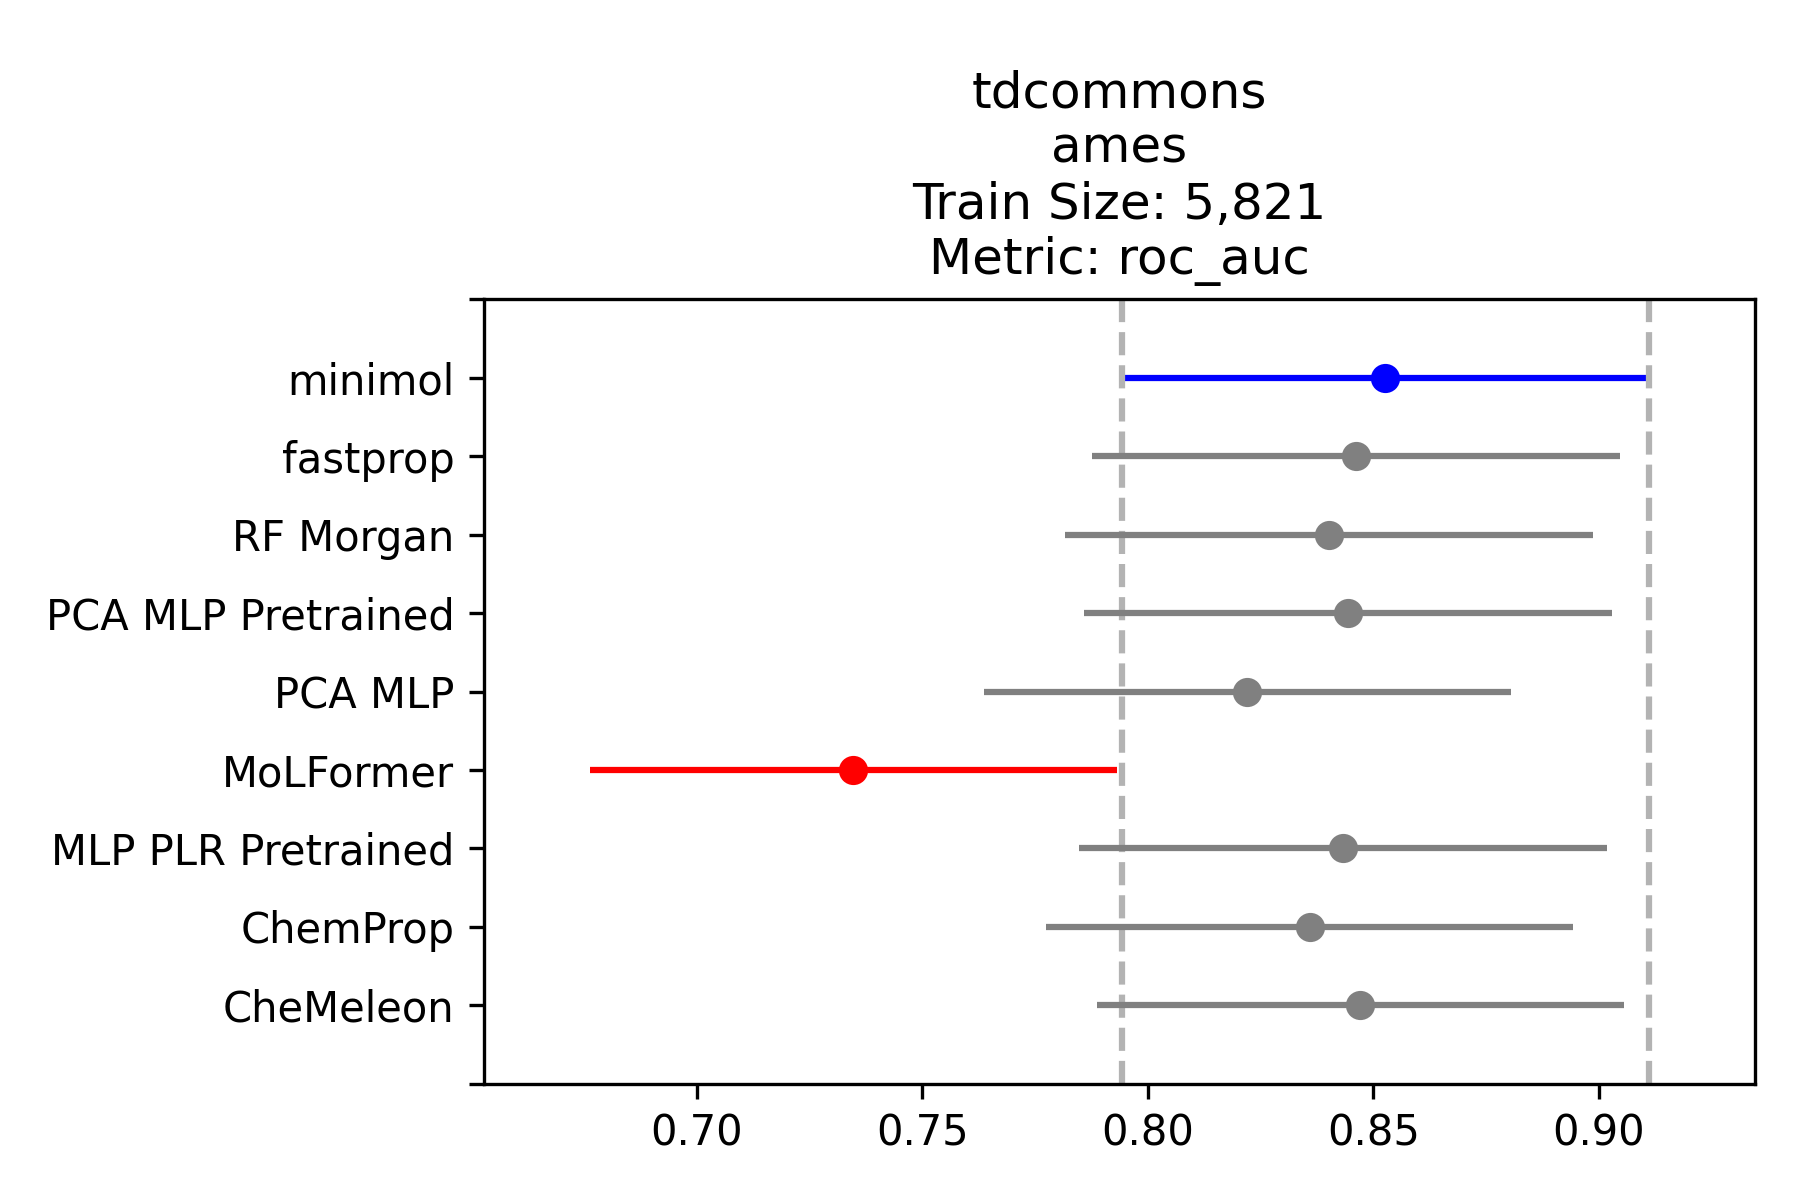 tdcommons
ames
Train Size: 5,821
Metric: roc_auc
minimol
fastprop
RF Morgan
PCA MLP Pretrained
PCA MLP
MoLFormer
MLP PLR Pretrained
ChemProp
CheMeleon
0.70 0.75 0.80 0.85 0.90